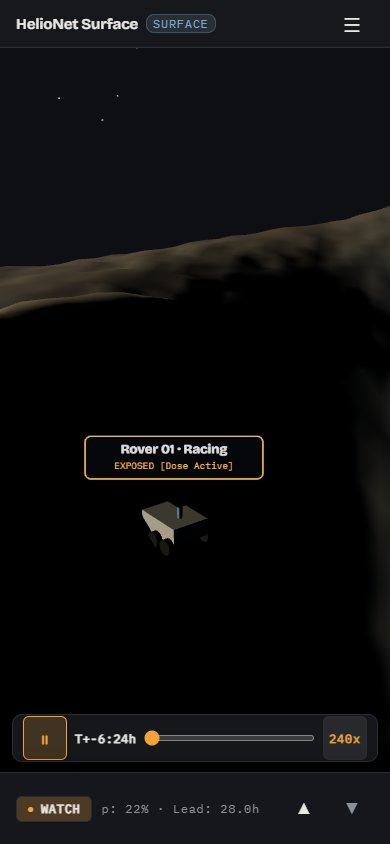 HelioNet Surface SURFACE
Rover 01 · Racing
EXPOSED [Dose Active]
T+-6:24h 240x
WATCH p: 22% · Lead: 28.0h